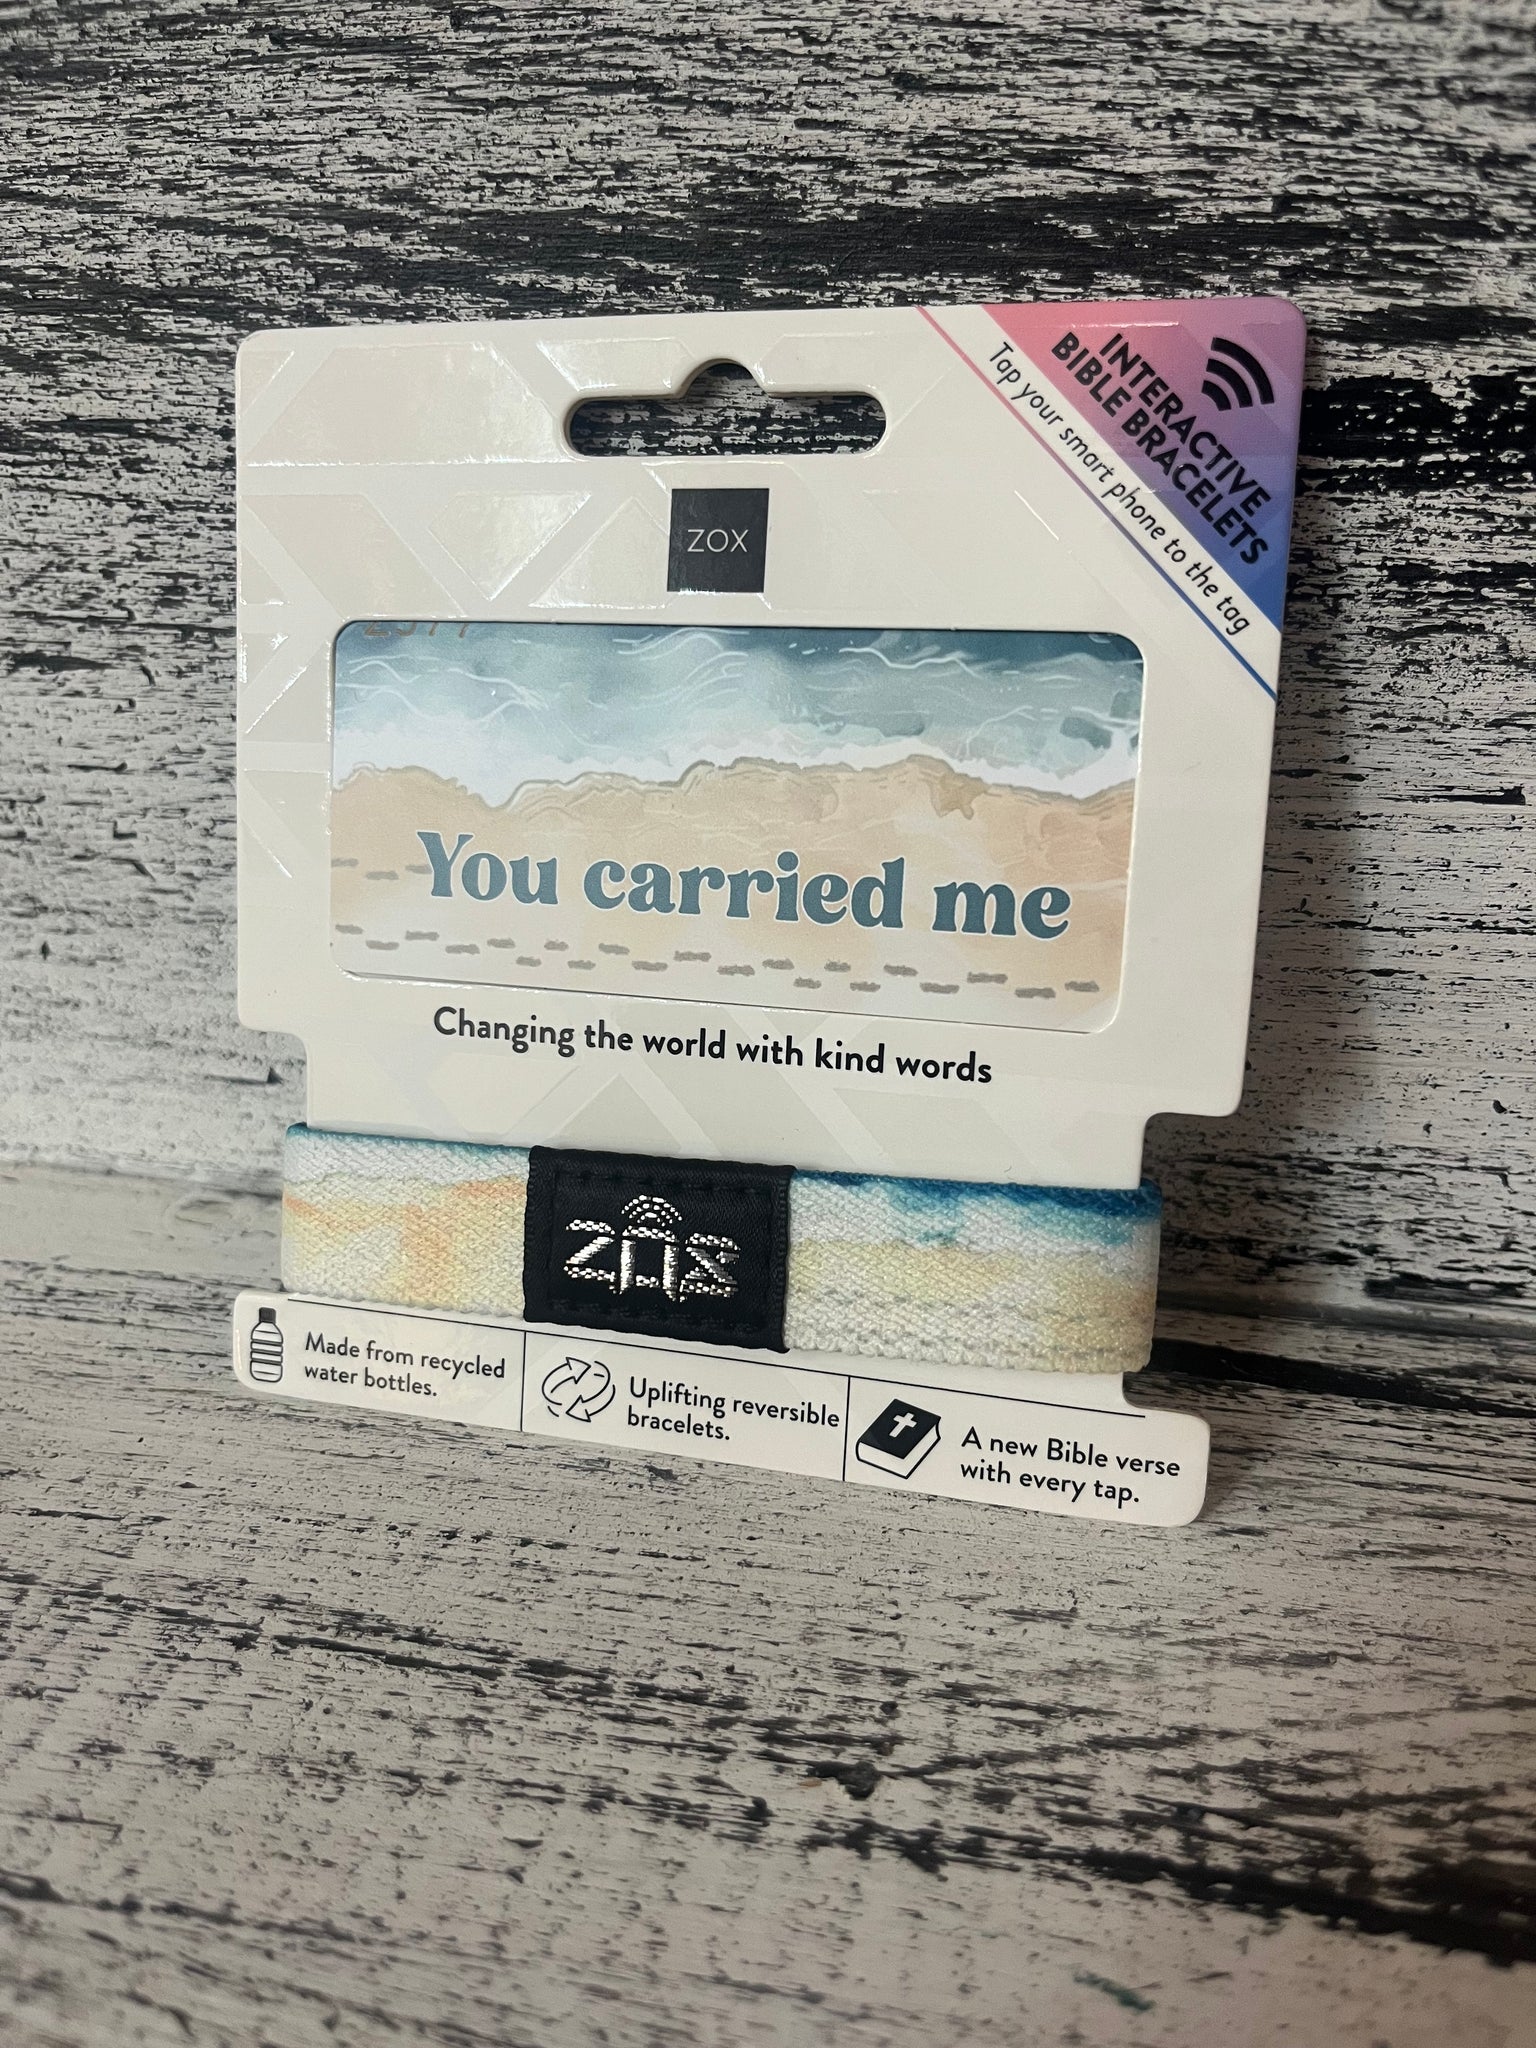 INTERACTIVE
BIBLE BRACELETS
Tap your smart phone to the tag
ZOX
You carried me
Changing the world with kind words
ZOX
Made from recycled
water bottles.
Uplifting reversible
bracelets.
A new Bible verse
with every tap.